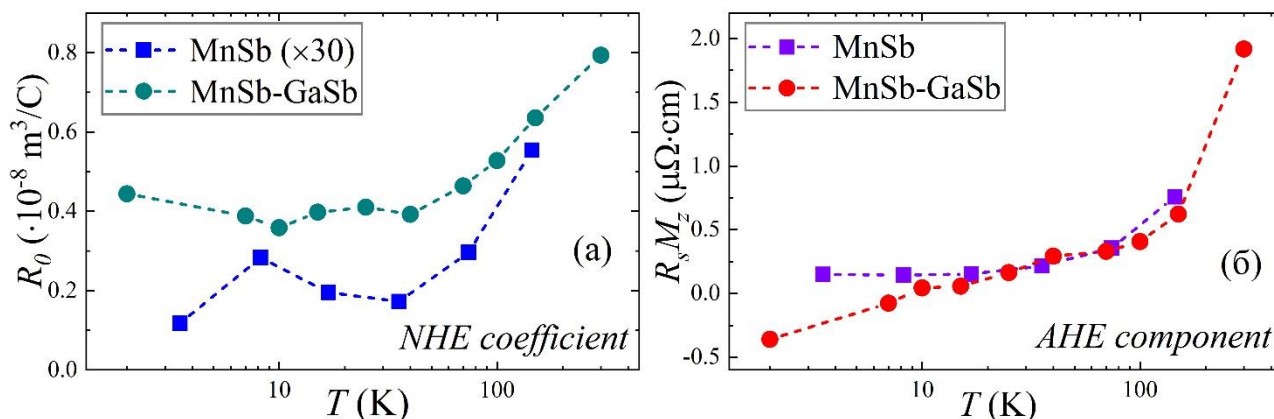 MnSb (×30)
MnSb-GaSb
R₀ (·10⁻⁸ m³/C)
0.8
0.6
0.4
0.2
0.0
(а)
NHE coefficient
10
100
T (K)
MnSb
MnSb-GaSb
RₛM_z (μΩ·cm)
2.0
1.5
1.0
0.5
0.0
-0.5
(б)
AHE component
10
100
T (K)